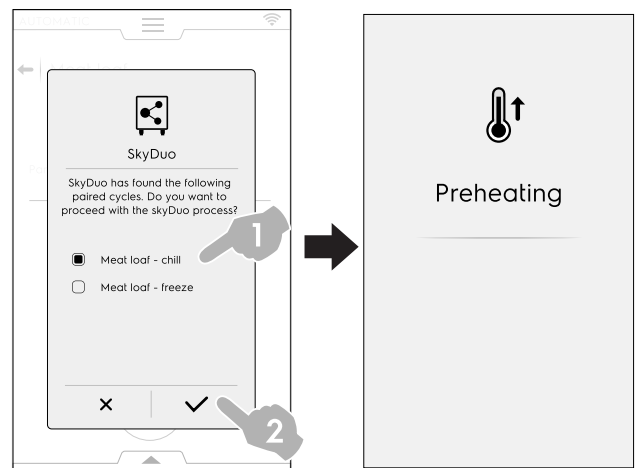 AUTOMATIC
SkyDuo
SkyDuo has found the following
paired cycles. Do you want to
proceed with the skyDuo process?
1
Meat loaf - chill
Meat loaf - freeze
2
Preheating